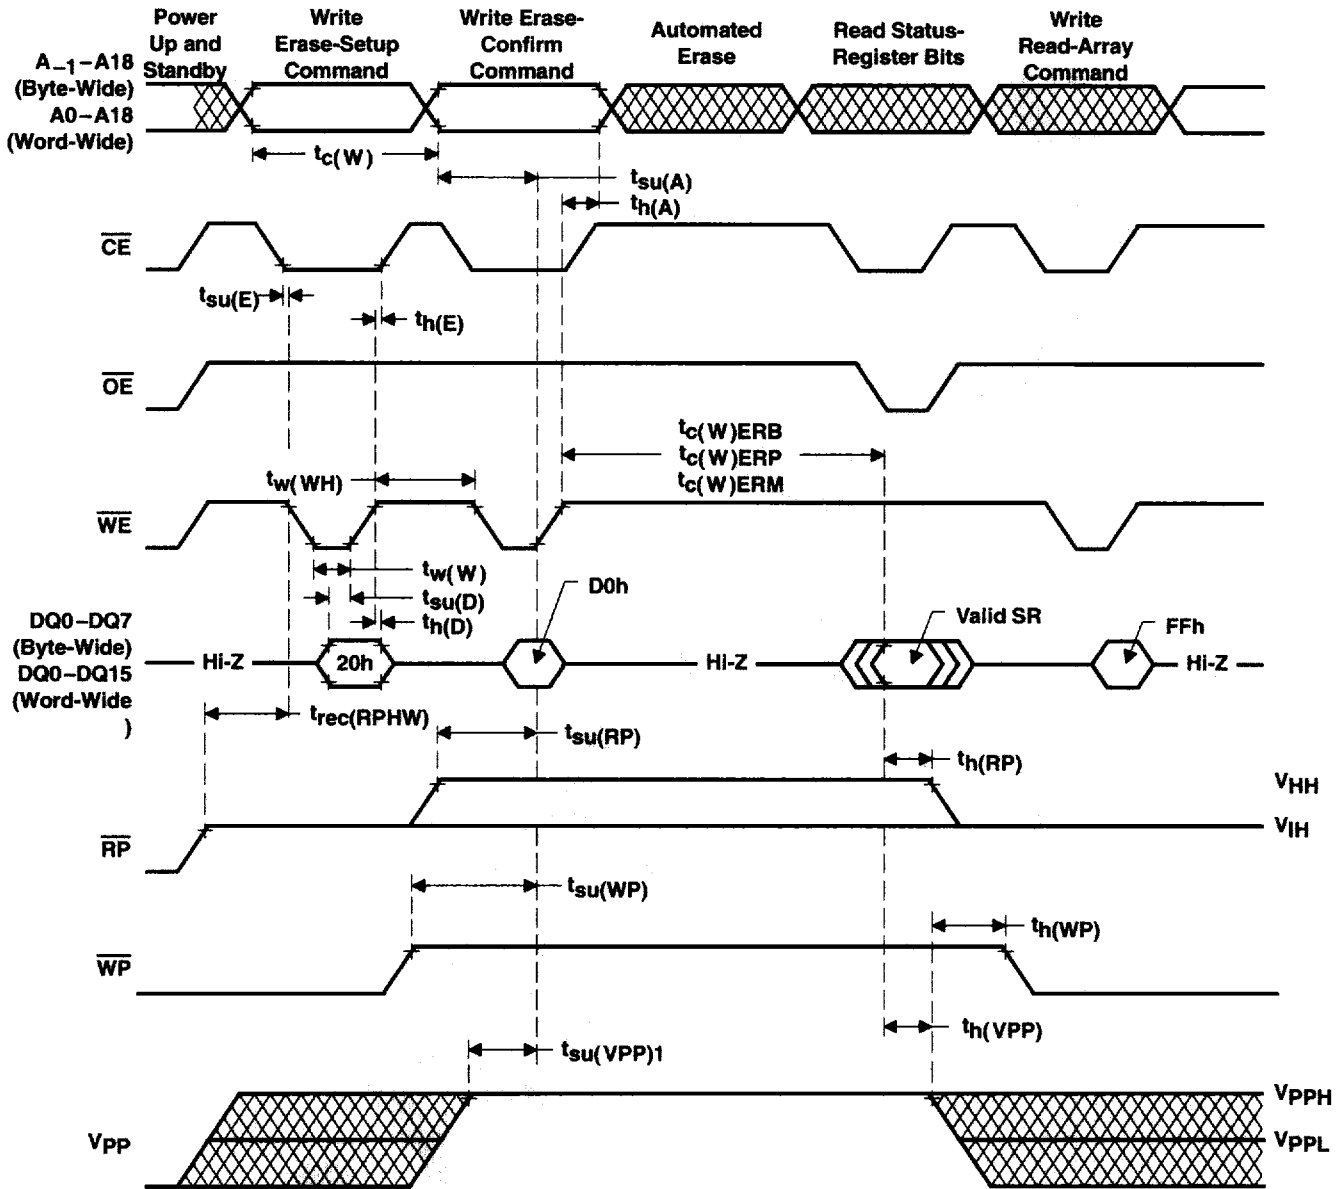 Power
Up and
Standby
Write
Erase-Setup
Command
Write Erase-
Confirm
Command
Automated
Erase
Read Status-
Register Bits
Write
Read-Array
Command
A–1–A18
(Byte-Wide)
A0–A18
(Word-Wide)
tc(W)
tsu(A)
th(A)
CE
tsu(E)
th(E)
OE
tc(W)ERB
tc(W)ERP
tc(W)ERM
tw(WH)
WE
tw(W)
tsu(D)
th(D)
D0h
Valid SR
FFh
DQ0–DQ7
(Byte-Wide)
DQ0–DQ15
(Word-Wide
)
Hi-Z
20h
Hi-Z
Hi-Z
trec(RPHW)
tsu(RP)
th(RP)
VHH
VIH
RP
tsu(WP)
th(WP)
WP
th(VPP)
tsu(VPP)1
VPPH
VPP
VPPL